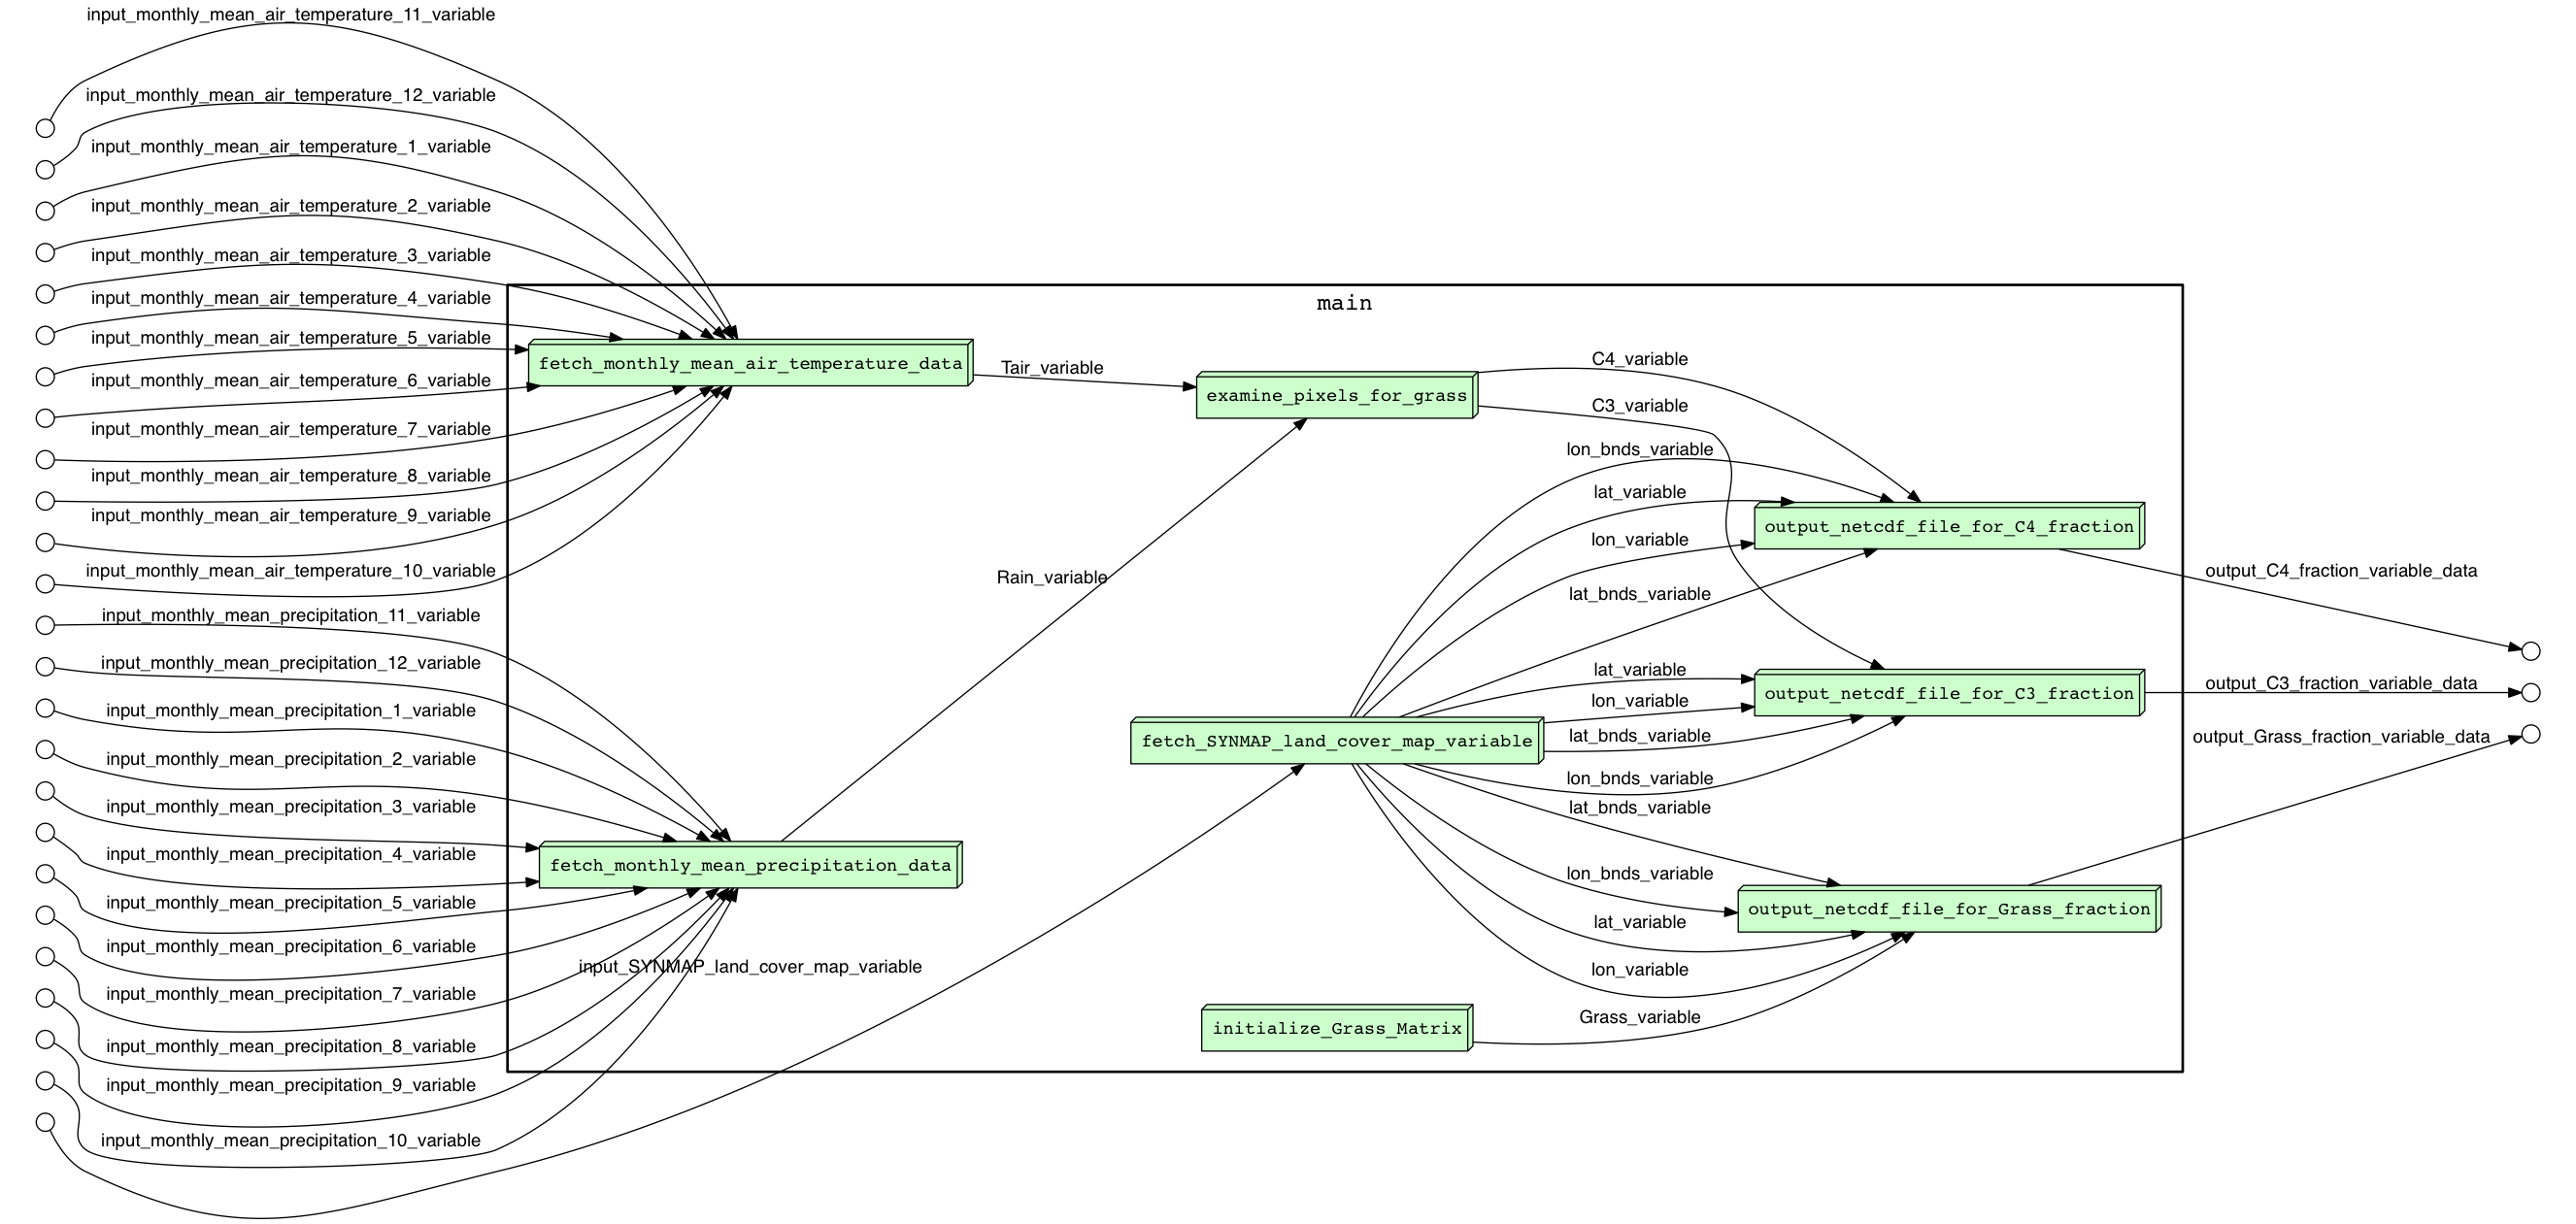 input_monthly_mean_air_temperature_11_variable
input_monthly_mean_air_temperature_12_variable
input_monthly_mean_air_temperature_1_variable
input_monthly_mean_air_temperature_2_variable
input_monthly_mean_air_temperature_3_variable
input_monthly_mean_air_temperature_4_variable
input_monthly_mean_air_temperature_5_variable
input_monthly_mean_air_temperature_6_variable
input_monthly_mean_air_temperature_7_variable
input_monthly_mean_air_temperature_8_variable
input_monthly_mean_air_temperature_9_variable
input_monthly_mean_air_temperature_10_variable
input_monthly_mean_precipitation_11_variable
input_monthly_mean_precipitation_12_variable
input_monthly_mean_precipitation_1_variable
input_monthly_mean_precipitation_2_variable
input_monthly_mean_precipitation_3_variable
input_monthly_mean_precipitation_4_variable
input_monthly_mean_precipitation_5_variable
input_monthly_mean_precipitation_6_variable
input_monthly_mean_precipitation_7_variable
input_monthly_mean_precipitation_8_variable
input_monthly_mean_precipitation_9_variable
input_monthly_mean_precipitation_10_variable
input_SYNMAP_land_cover_map_variable
main
fetch_monthly_mean_air_temperature_data
fetch_monthly_mean_precipitation_data
Tair_variable
Rain_variable
examine_pixels_for_grass
fetch_SYNMAP_land_cover_map_variable
initialize_Grass_Matrix
C4_variable
C3_variable
lon_bnds_variable
lat_variable
lon_variable
lat_bnds_variable
lat_variable
lon_variable
lat_bnds_variable
lon_bnds_variable
lat_bnds_variable
lon_bnds_variable
lat_variable
lon_variable
Grass_variable
output_netcdf_file_for_C4_fraction
output_netcdf_file_for_C3_fraction
output_netcdf_file_for_Grass_fraction
output_C4_fraction_variable_data
output_C3_fraction_variable_data
output_Grass_fraction_variable_data